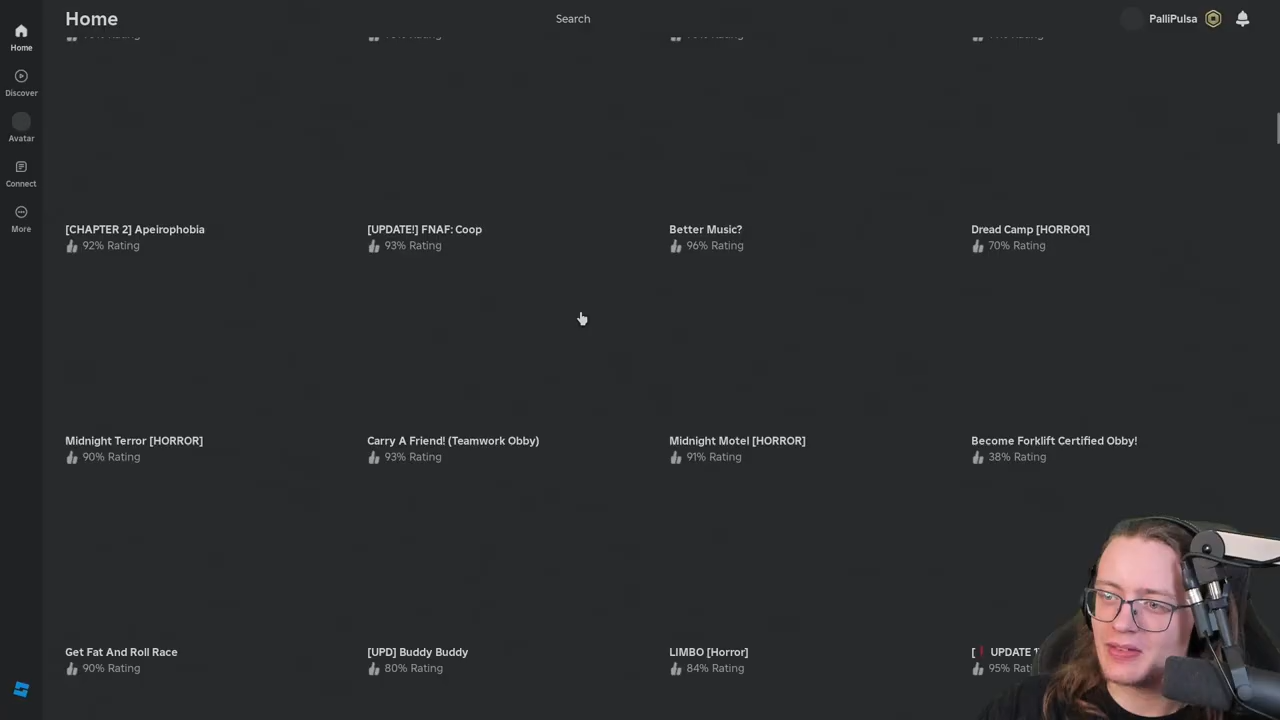 Home
Search
PalliPulsa
Home
Discover
Avatar
Connect
More
[CHAPTER 2] Apeirophobia
92% Rating
[UPDATE!] FNAF: Coop
93% Rating
Better Music?
96% Rating
Dread Camp [HORROR]
70% Rating
Midnight Terror [HORROR]
90% Rating
Carry A Friend! (Teamwork Obby)
93% Rating
Midnight Motel [HORROR]
91% Rating
Become Forklift Certified Obby!
38% Rating
Get Fat And Roll Race
90% Rating
[UPD] Buddy Buddy
80% Rating
LIMBO [Horror]
84% Rating
[❗ UPDATE
95%